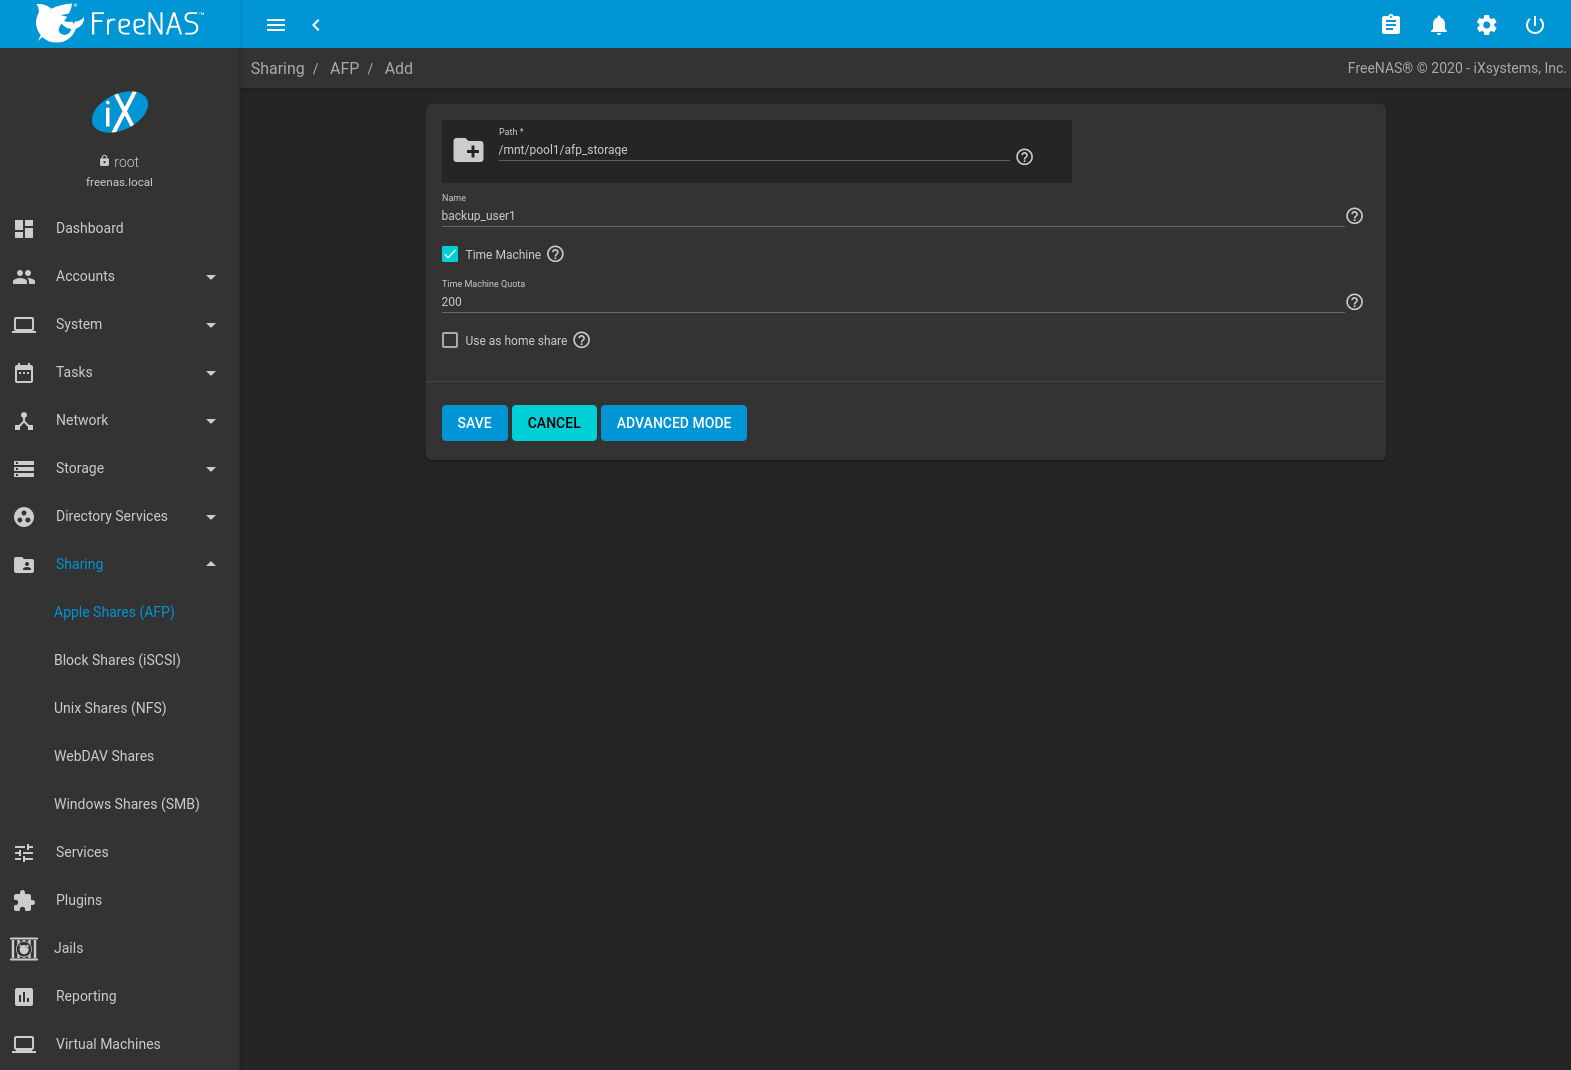 FreeNAS™
Sharing / AFP / Add
FreeNAS® © 2020 - iXsystems, Inc.
iX
root
freenas.local
Dashboard
Accounts
System
Tasks
Network
Storage
Directory Services
Sharing
Apple Shares (AFP)
Block Shares (iSCSI)
Unix Shares (NFS)
WebDAV Shares
Windows Shares (SMB)
Services
Plugins
Jails
Reporting
Virtual Machines
Path *
/mnt/pool1/afp_storage
Name
backup_user1
Time Machine
Time Machine Quota
200
Use as home share
SAVE CANCEL ADVANCED MODE